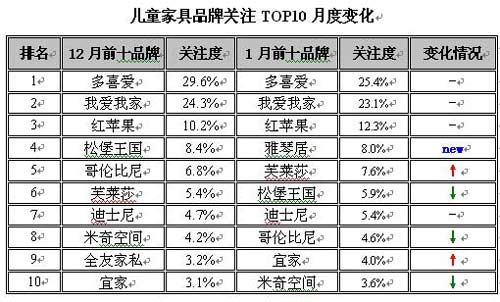 儿童家具品牌关注 TOP10 月度变化
排名 12 月前十品牌 关注度 1 月前十品牌 关注度 变化情况
1 多喜爱 29.6% 多喜爱 25.4% −
2 我爱我家 24.3% 我爱我家 23.1% −
3 红苹果 10.2% 红苹果 12.3% −
4 松堡王国 8.4% 雅琴居 8.0% new
5 哥伦比尼 6.8% 芙莱莎 7.6% ↑
6 芙莱莎 5.4% 松堡王国 5.9% ↓
7 迪士尼 4.7% 迪士尼 5.4% −
8 米奇空间 4.2% 哥伦比尼 4.6% ↓
9 全友家私 3.2% 宜家 4.0% ↑
10 宜家 3.1% 米奇空间 3.6% ↓